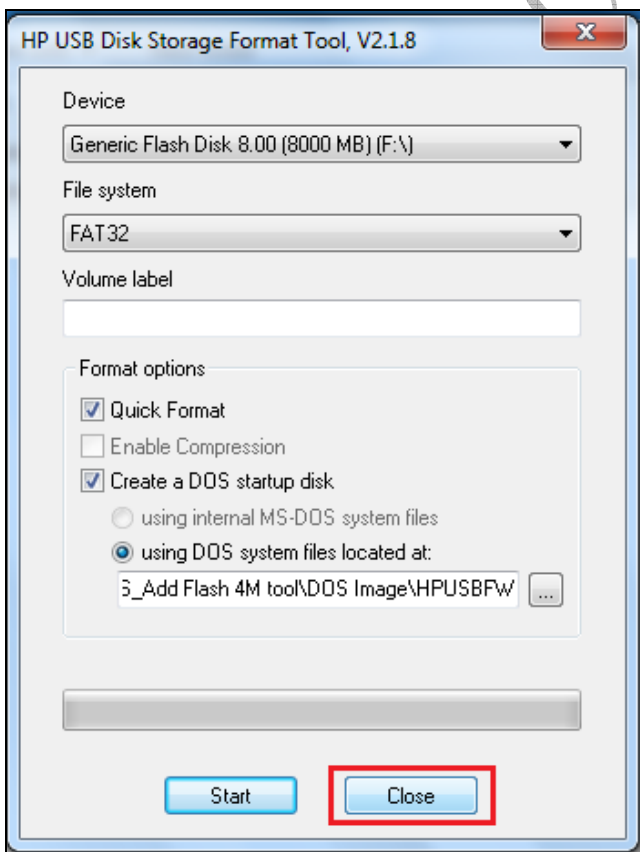 HP USB Disk Storage Format Tool, V2.1.8
Device
Generic Flash Disk 8.00 (8000 MB) (F:\)
File system
FAT32
Volume label
Format options
Quick Format
Enable Compression
Create a DOS startup disk
using internal MS-DOS system files
using DOS system files located at:
_Add Flash 4M tool\DOS Image\HPUSBFW
...
Start
Close